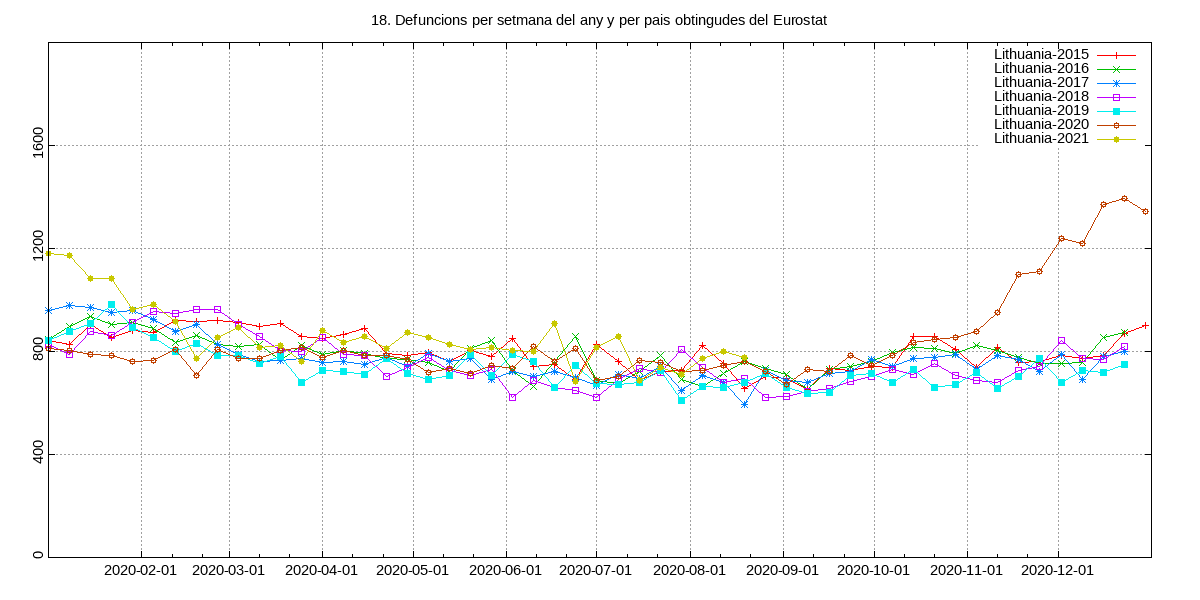 18. Defuncions per setmana del any y per pais obtingudes del Eurostat
Lithuania-2015
Lithuania-2016
Lithuania-2017
Lithuania-2018
Lithuania-2019
Lithuania-2020
Lithuania-2021
1600
1200
800
400
0
2020-02-01 2020-03-01 2020-04-01 2020-05-01 2020-06-01 2020-07-01 2020-08-01 2020-09-01 2020-10-01 2020-11-01 2020-12-01